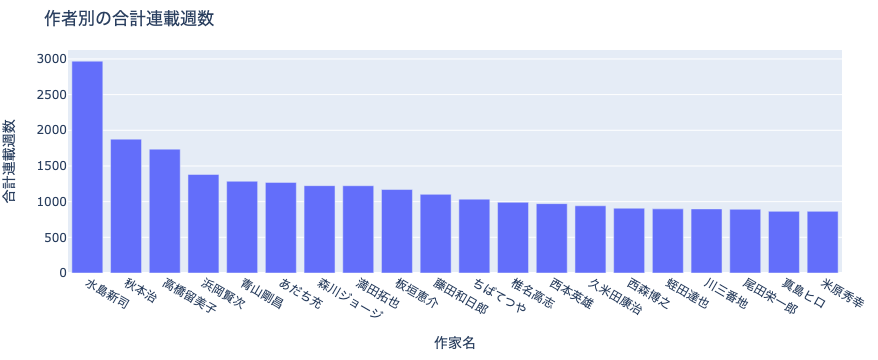 作者別の合計連載週数
合計連載週数
3000
2500
2000
1500
1000
500
0
水島新司
秋本治
高橋留美子
浜岡賢次
青山剛昌
あだち充
森川ジョージ
満田拓也
板垣恵介
藤田和日郎
ちばてつや
椎名高志
西本英雄
久米田康治
西森博之
蛭田達也
川三番地
尾田栄一郎
真島ヒロ
米原秀幸
作家名